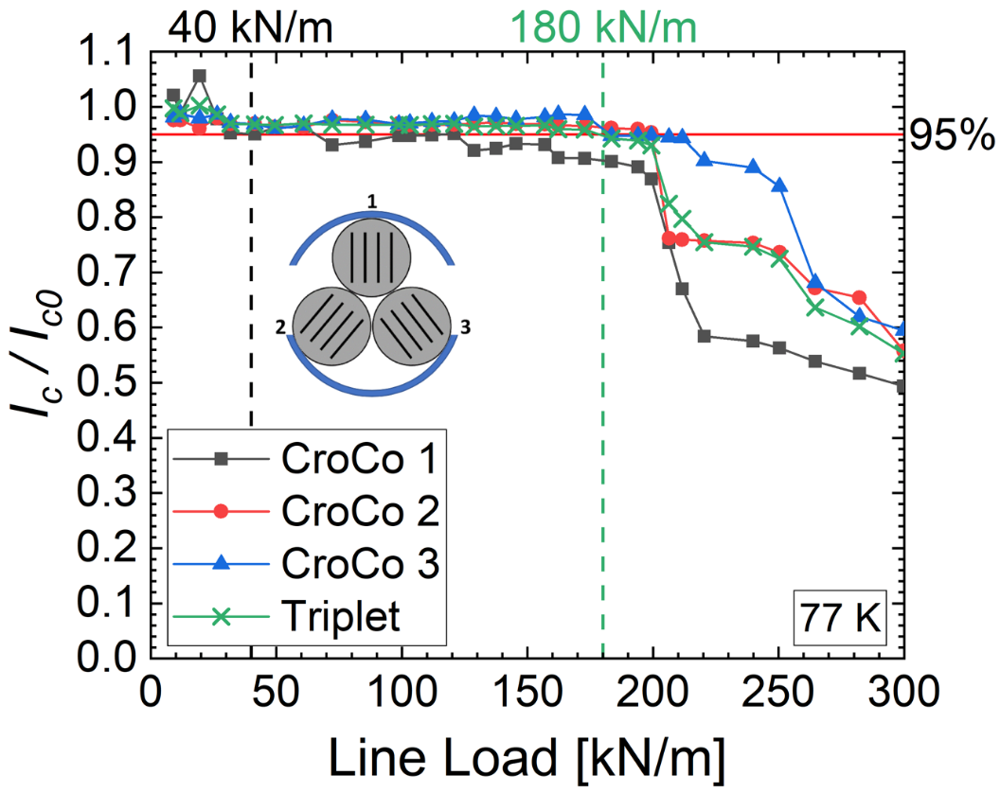 40 kN/m 180 kN/m
1.1
1.0
0.9
0.8
0.7
0.6
0.5
0.4
0.3
0.2
0.1
0.0
I_c / I_c0
95%
1
2 3
CroCo 1
CroCo 2
CroCo 3
Triplet
77 K
0 50 100 150 200 250 300
Line Load [kN/m]